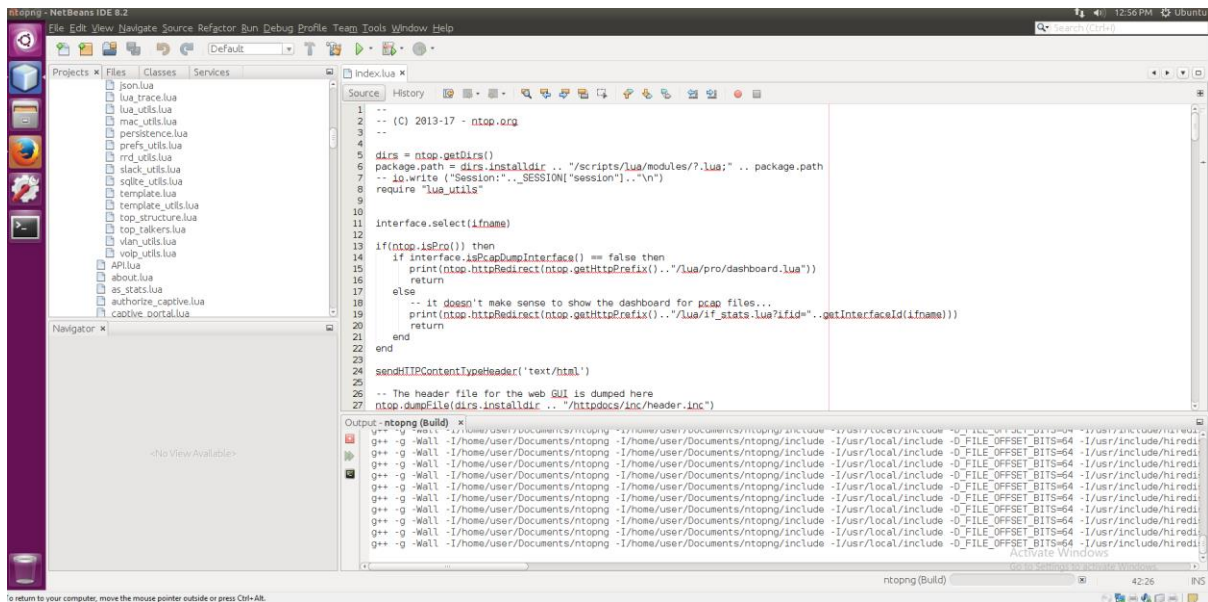 ntopng - NetBeans IDE 8.2
12:56 PM Ubuntu
File Edit View Navigate Source Refactor Run Debug Profile Team Tools Window Help
Search (Ctrl+I)
Default
Projects Files Classes Services
json.lua
lua_trace.lua
lua_utils.lua
mac_utils.lua
persistence.lua
prefs_utils.lua
rrd_utils.lua
slack_utils.lua
sqlite_utils.lua
template.lua
template_utils.lua
top_structure.lua
top_talkers.lua
vlan_utils.lua
voip_utils.lua
API.lua
about.lua
as_stats.lua
authorize_captive.lua
captive_portal.lua
Navigator
<No View Available>
index.lua
Source History
1 --
2 -- (C) 2013-17 - ntop.org
3 --
4
5 dirs = ntop.getDirs()
6 package.path = dirs.installdir .. "/scripts/lua/modules/?.lua;" .. package.path
7 -- io.write ("Session:".._SESSION["session"].."\n")
8 require "lua_utils"
9
10
11 interface.select(ifname)
12
13 if(ntop.isPro()) then
14 if interface.isPcapDumpInterface() == false then
15 print(ntop.httpRedirect(ntop.getHttpPrefix().."/lua/pro/dashboard.lua"))
16 return
17 else
18 -- it doesn't make sense to show the dashboard for pcap files...
19 print(ntop.httpRedirect(ntop.getHttpPrefix().."/lua/if_stats.lua?ifid="..getInterfaceId(ifname)))
20 return
21 end
22 end
23
24 sendHTTPContentTypeHeader('text/html')
25
26 -- The header file for the web GUI is dumped here
27 ntop.dumpFile(dirs.installdir .. "/httpdocs/inc/header.inc")
Output - ntopng (Build)
g++ -g -Wall -I/home/user/Documents/ntopng -I/home/user/Documents/ntopng/include -I/usr/local/include -D_FILE_OFFSET_BITS=64 -I/usr/include/hiredi
g++ -g -Wall -I/home/user/Documents/ntopng -I/home/user/Documents/ntopng/include -I/usr/local/include -D_FILE_OFFSET_BITS=64 -I/usr/include/hiredi
g++ -g -Wall -I/home/user/Documents/ntopng -I/home/user/Documents/ntopng/include -I/usr/local/include -D_FILE_OFFSET_BITS=64 -I/usr/include/hiredi
g++ -g -Wall -I/home/user/Documents/ntopng -I/home/user/Documents/ntopng/include -I/usr/local/include -D_FILE_OFFSET_BITS=64 -I/usr/include/hiredi
g++ -g -Wall -I/home/user/Documents/ntopng -I/home/user/Documents/ntopng/include -I/usr/local/include -D_FILE_OFFSET_BITS=64 -I/usr/include/hiredi
g++ -g -Wall -I/home/user/Documents/ntopng -I/home/user/Documents/ntopng/include -I/usr/local/include -D_FILE_OFFSET_BITS=64 -I/usr/include/hiredi
g++ -g -Wall -I/home/user/Documents/ntopng -I/home/user/Documents/ntopng/include -I/usr/local/include -D_FILE_OFFSET_BITS=64 -I/usr/include/hiredi
g++ -g -Wall -I/home/user/Documents/ntopng -I/home/user/Documents/ntopng/include -I/usr/local/include -D_FILE_OFFSET_BITS=64 -I/usr/include/hiredi
g++ -g -Wall -I/home/user/Documents/ntopng -I/home/user/Documents/ntopng/include -I/usr/local/include -D_FILE_OFFSET_BITS=64 -I/usr/include/hiredi
g++ -g -Wall -I/home/user/Documents/ntopng -I/home/user/Documents/ntopng/include -I/usr/local/include -D_FILE_OFFSET_BITS=64 -I/usr/include/hiredi
g++ -g -Wall -I/home/user/Documents/ntopng -I/home/user/Documents/ntopng/include -I/usr/local/include -D_FILE_OFFSET_BITS=64 -I/usr/include/hiredi
Activate Windows
Go to Settings to activate Windows.
ntopng (Build) 42:26 INS
o return to your computer, move the mouse pointer outside or press Ctrl+Alt.